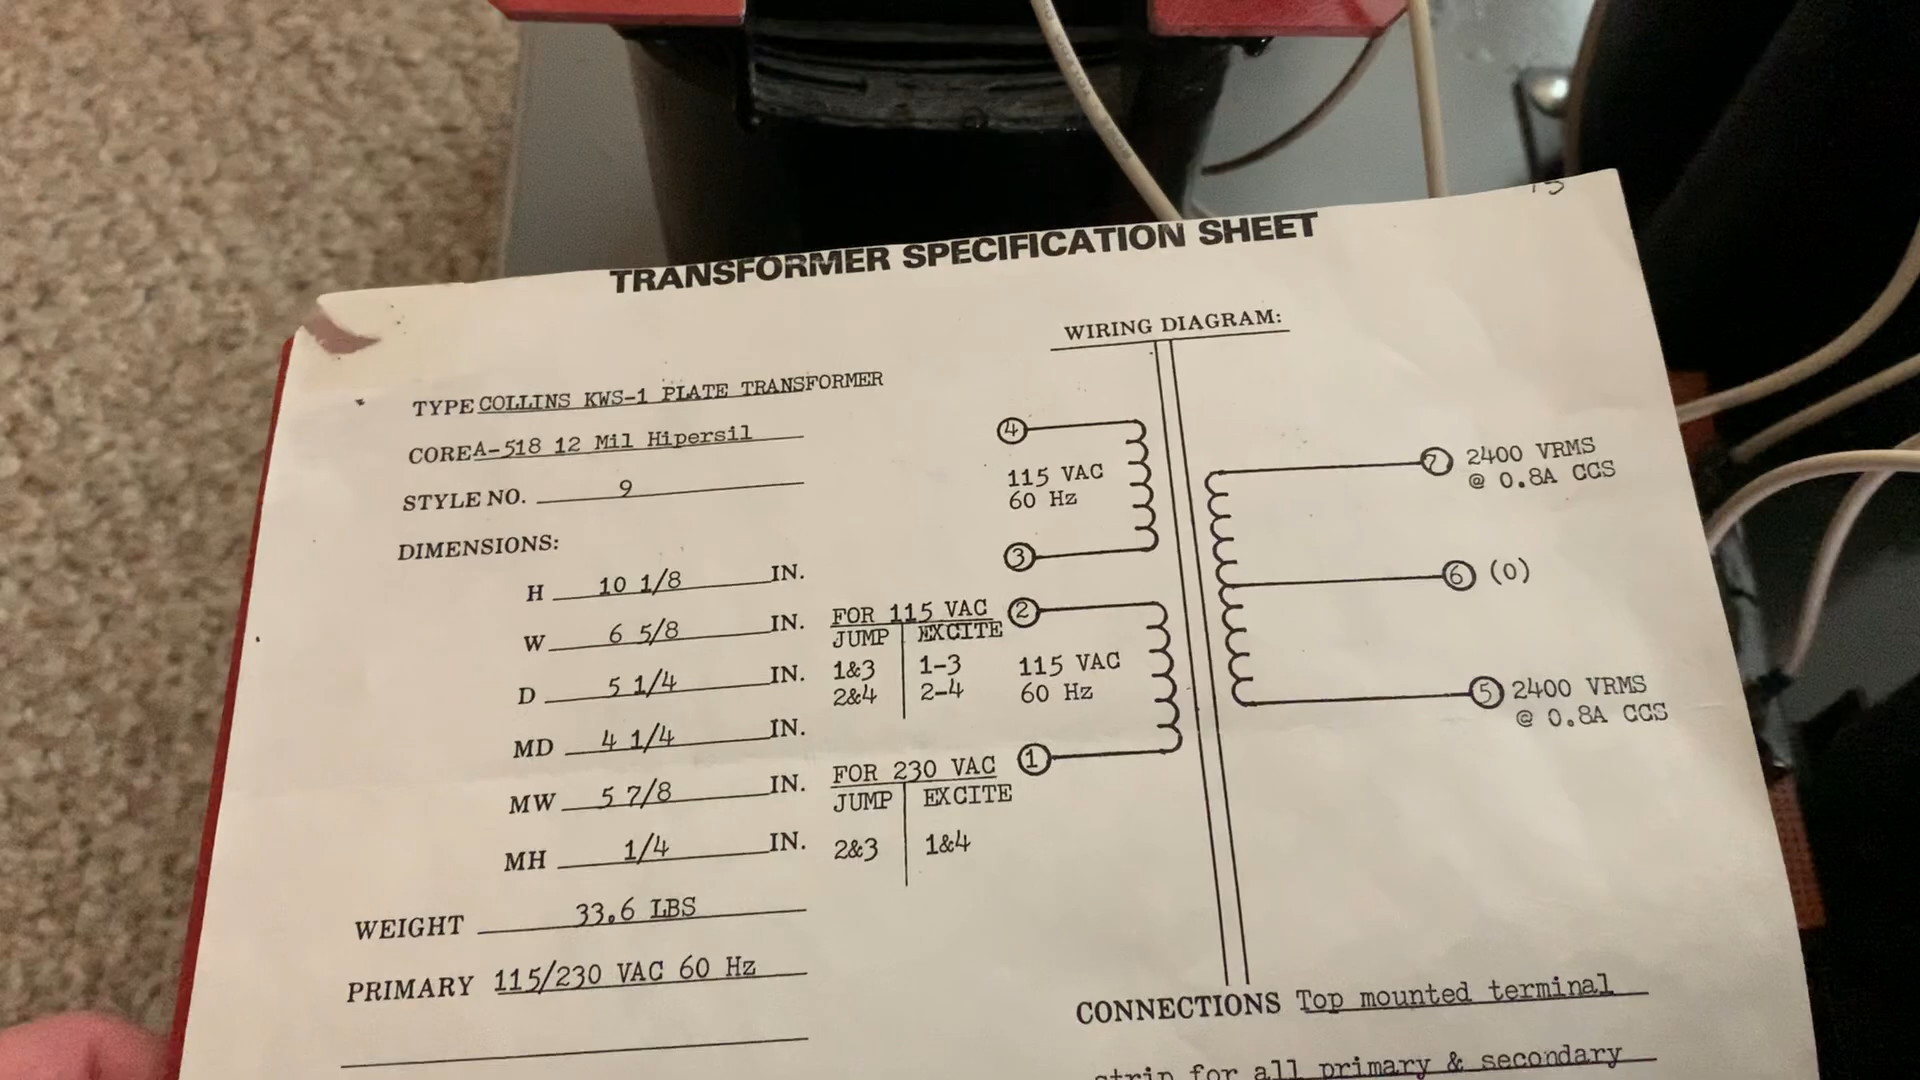 TRANSFORMER SPECIFICATION SHEET
WIRING DIAGRAM:
TYPE COLLINS KWS-1 PLATE TRANSFORMER
CORE A-518 12 Mil Hipersil
STYLE NO. 9
DIMENSIONS:
H 10 1/8 IN.
W 6 5/8 IN.
D 5 1/4 IN.
MD 4 1/4 IN.
MW 5 7/8 IN.
MH 1/4 IN.
WEIGHT 33.6 LBS
PRIMARY 115/230 VAC 60 Hz
4
115 VAC
60 Hz
3
FOR 115 VAC
JUMP EXCITE
1&3 1-3
2&4 2-4
2
115 VAC
60 Hz
1
FOR 230 VAC
JUMP EXCITE
2&3 1&4
7 2400 VRMS
@ 0.8A CCS
6 (0)
5 2400 VRMS
@ 0.8A CCS
CONNECTIONS Top mounted terminal
strip for all primary & secondary